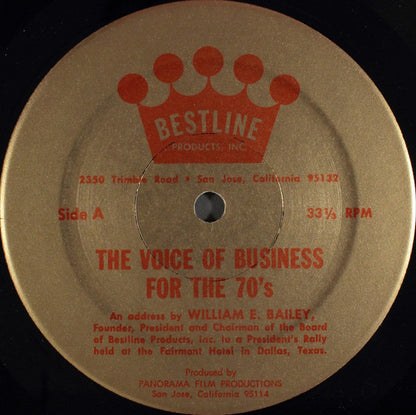 BESTLINE
PRODUCTS, INC.
2350 Trimble Road • San Jose, California 95132
Side A
33⅓ RPM
THE VOICE OF BUSINESS
FOR THE 70's
An address by WILLIAM E. BAILEY,
Founder, President and Chairman of the Board
of Bestline Products, Inc. to a President's Rally
held at the Fairmont Hotel in Dallas, Texas.
Produced by
PANORAMA FILM PRODUCTIONS
San Jose, California 95114